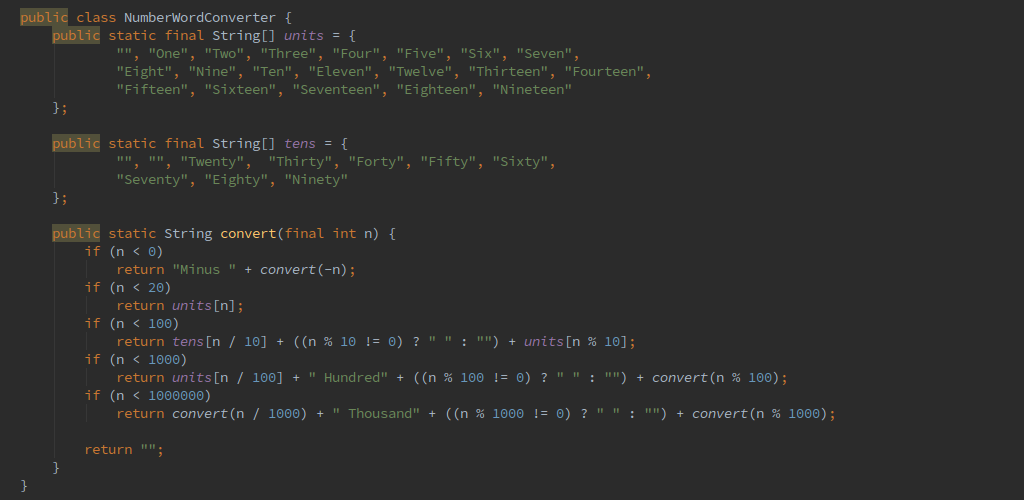 public class NumberWordConverter {
    public static final String[] units = {
            "", "One", "Two", "Three", "Four", "Five", "Six", "Seven",
            "Eight", "Nine", "Ten", "Eleven", "Twelve", "Thirteen", "Fourteen",
            "Fifteen", "Sixteen", "Seventeen", "Eighteen", "Nineteen"
    };
    public static final String[] tens = {
            "", "", "Twenty",  "Thirty", "Forty", "Fifty", "Sixty",
            "Seventy", "Eighty", "Ninety"
    };
    public static String convert(final int n) {
        if (n < 0)
            return "Minus " + convert(-n);
        if (n < 20)
            return units[n];
        if (n < 100)
            return tens[n / 10] + ((n % 10 != 0) ? " " : "") + units[n % 10];
        if (n < 1000)
            return units[n / 100] + " Hundred" + ((n % 100 != 0) ? " " : "") + convert(n % 100);
        if (n < 1000000)
            return convert(n / 1000) + " Thousand" + ((n % 1000 != 0) ? " " : "") + convert(n % 1000);
        return "";
    }
}